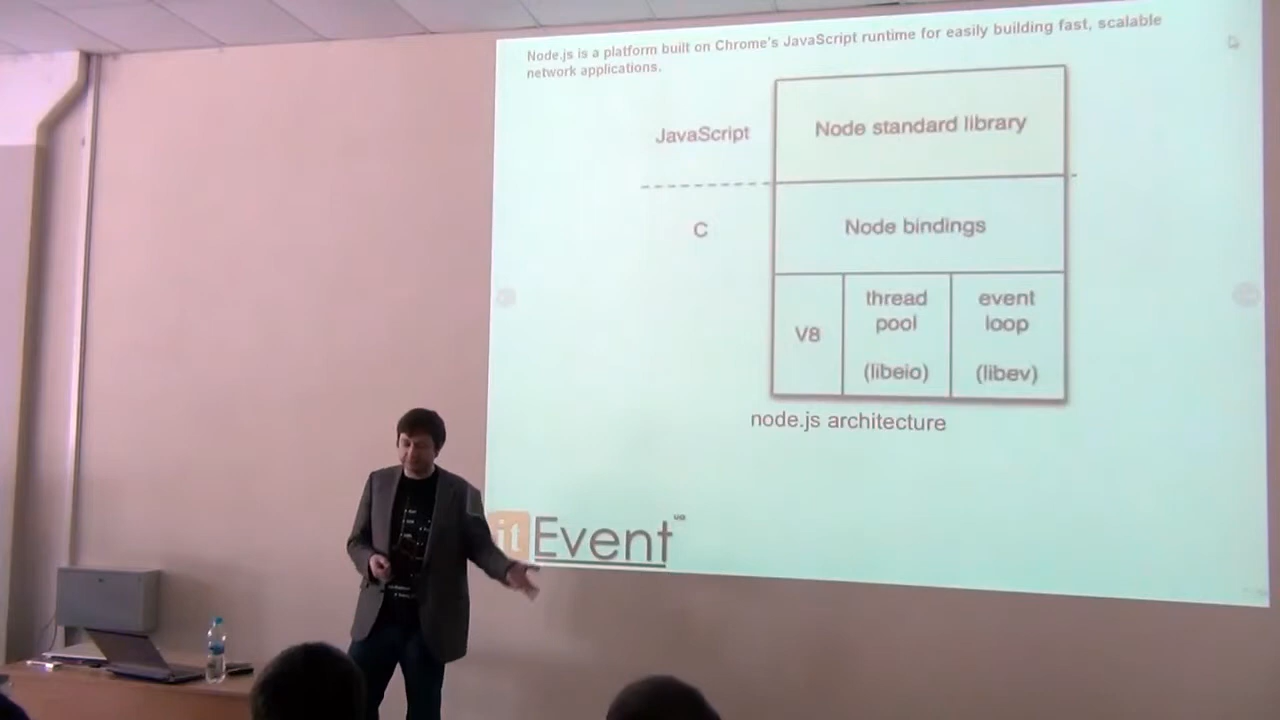 Node.js is a platform built on Chrome's JavaScript runtime for easily building fast, scalable
network applications.
JavaScript
Node standard library
C
Node bindings
V8
thread
pool
(libeio)
event
loop
(libev)
node.js architecture
itEvent
ua